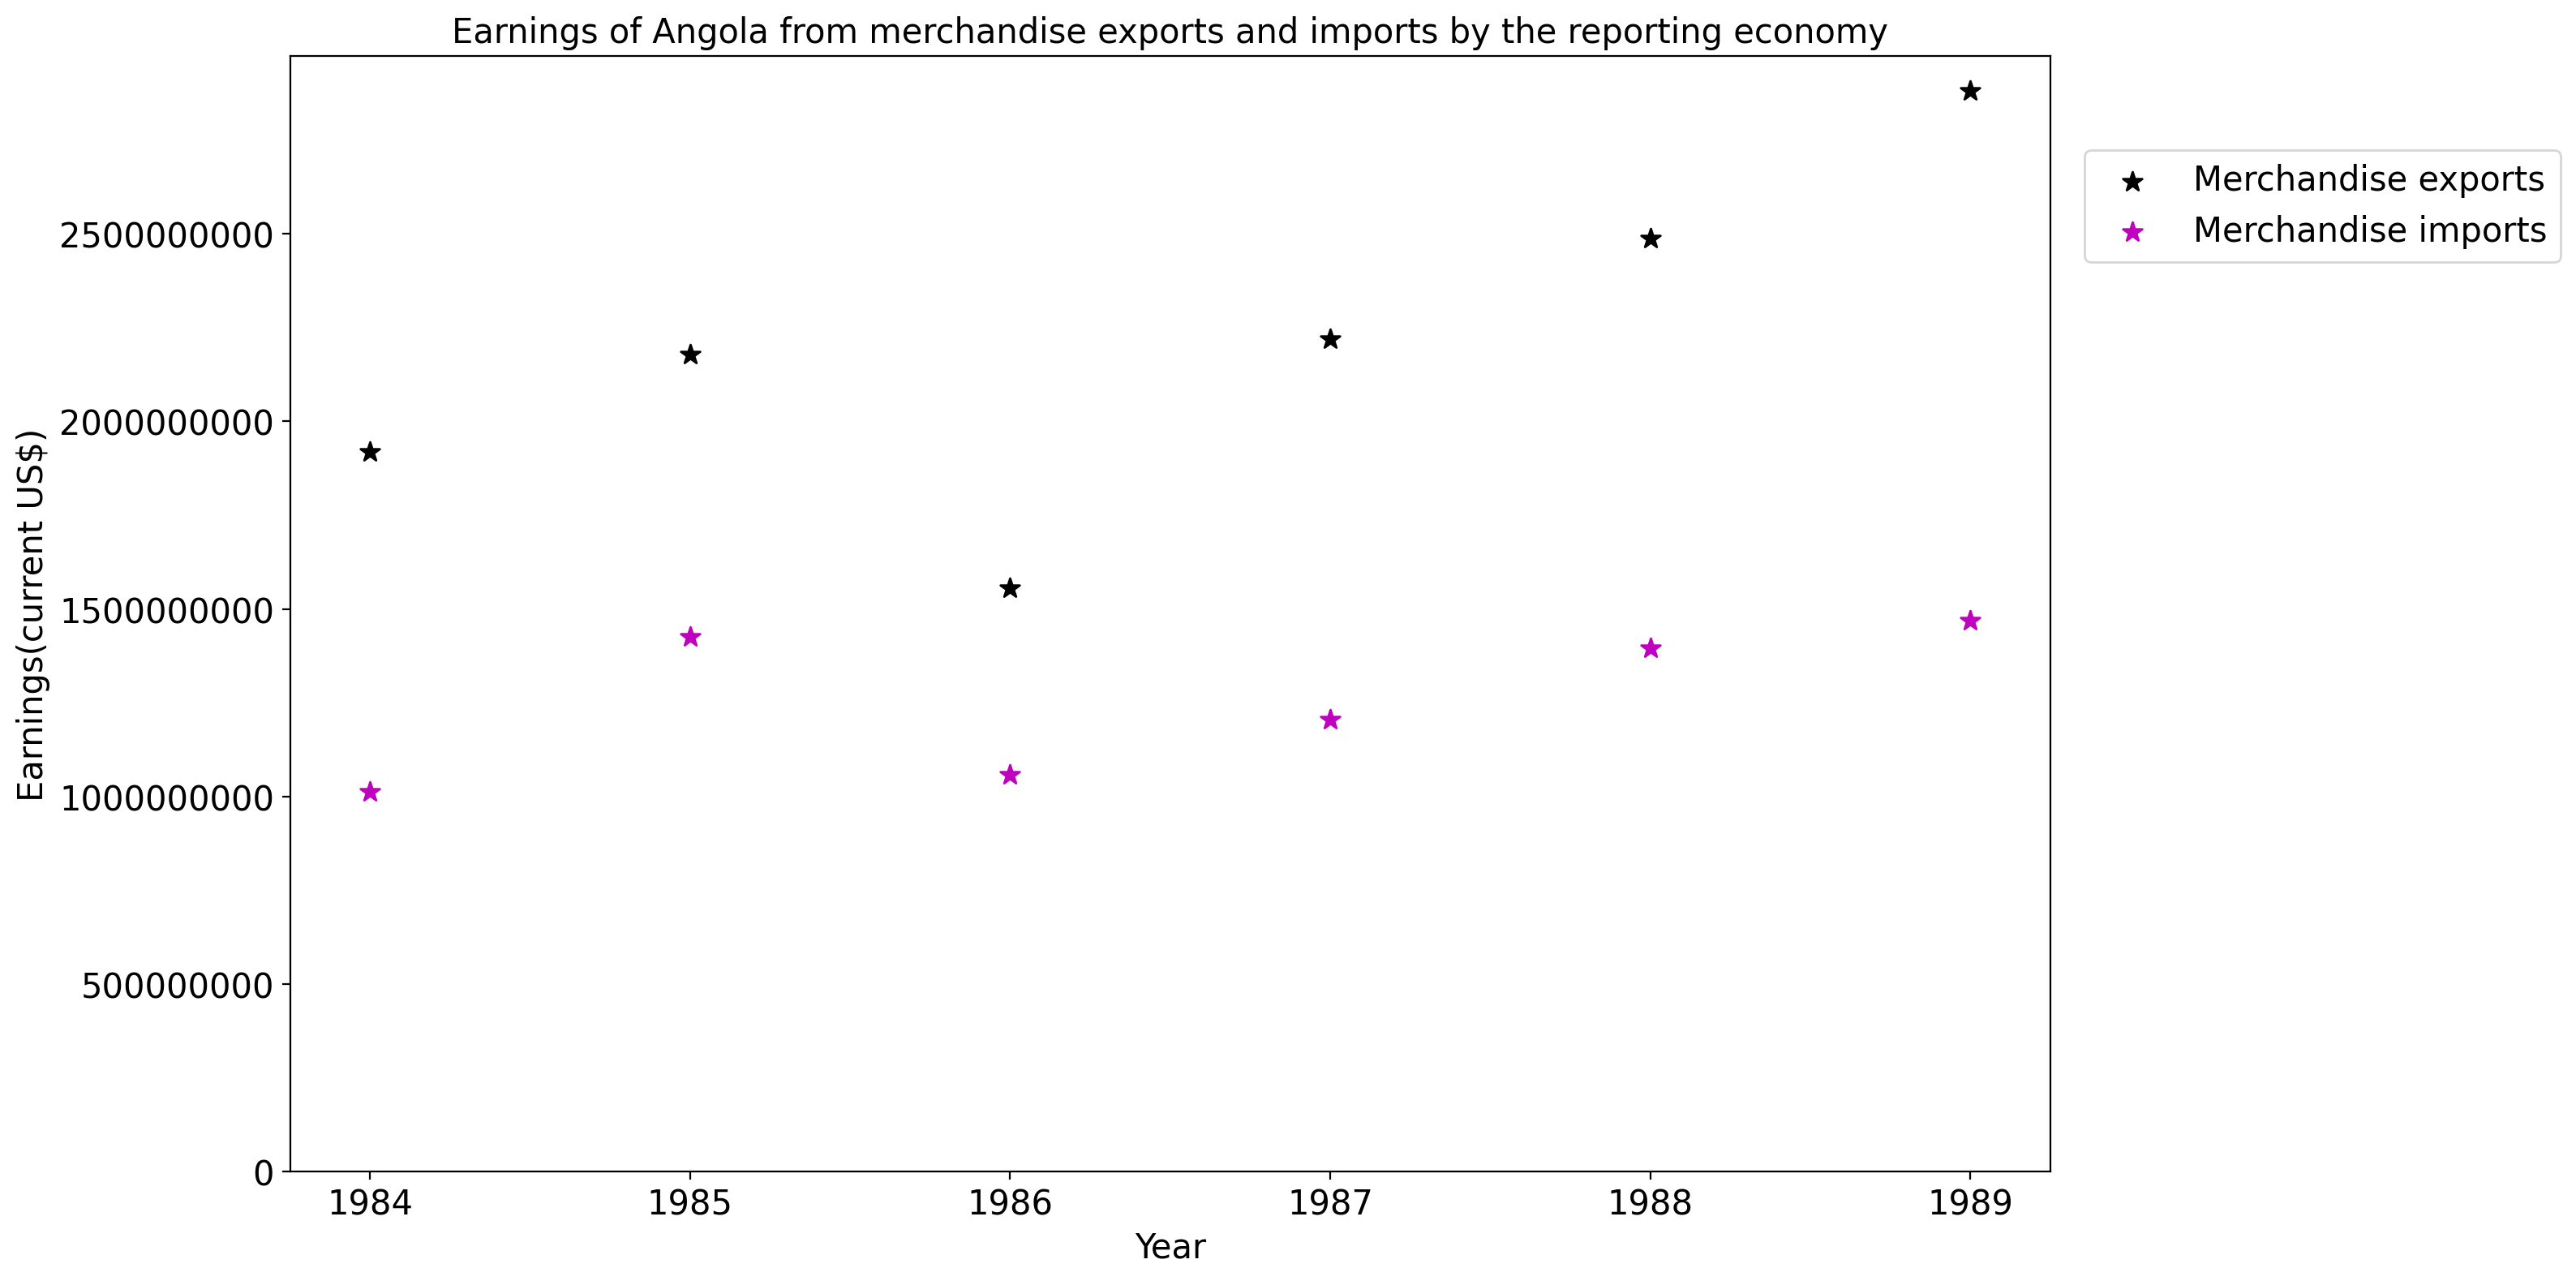 Earnings of Angola from merchandise exports and imports by the reporting economy
Merchandise exports
Merchandise imports
Earnings(current US$)
2500000000
2000000000
1500000000
1000000000
500000000
0
1984 1985 1986 1987 1988 1989
Year